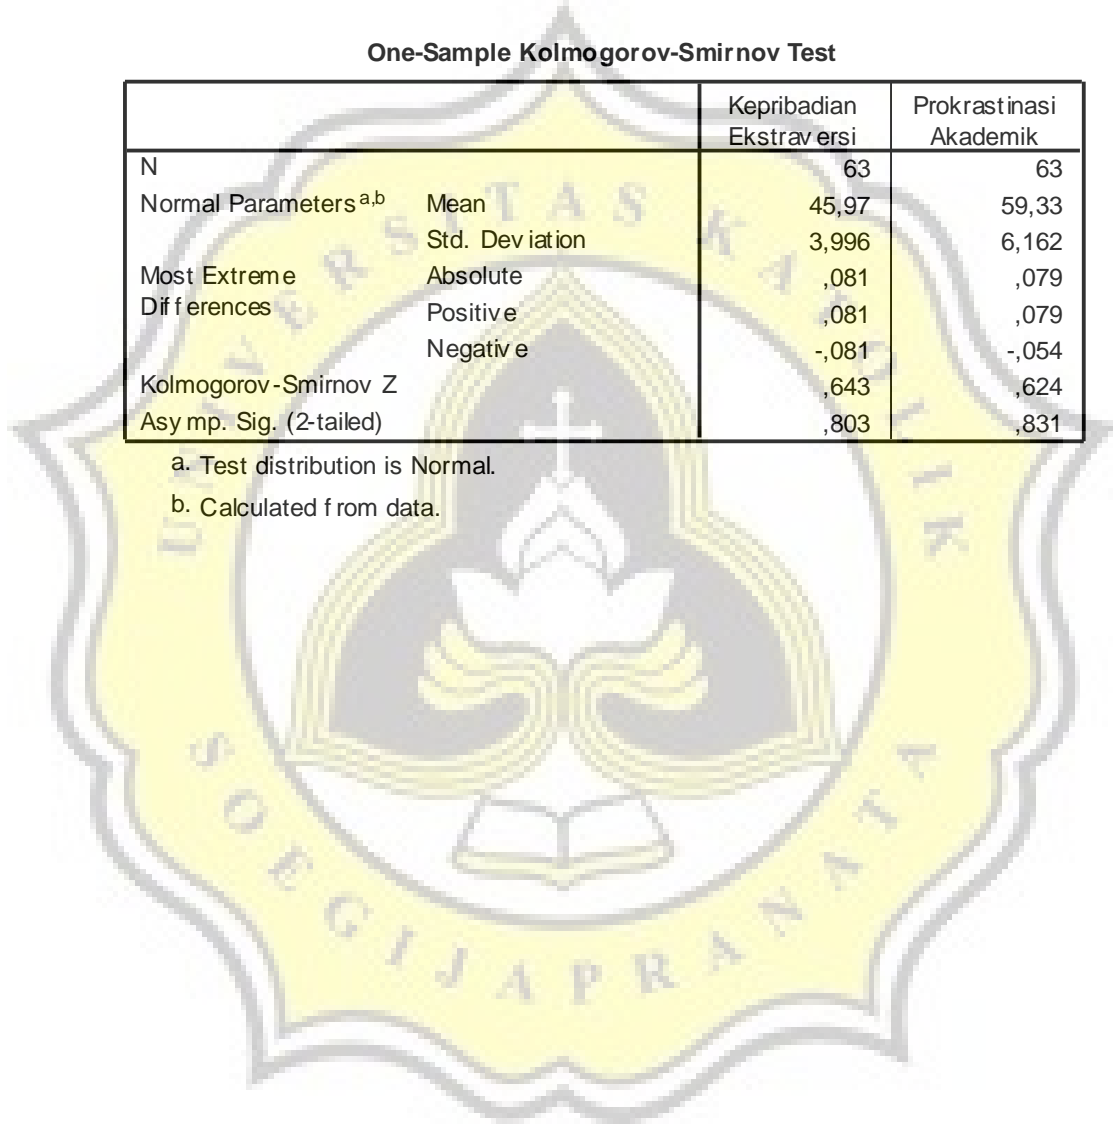 One-Sample Kolmogorov-Smirnov Test
Kepribadian Ekstraversi Prokrastinasi Akademik
N 63 63
Normal Parameters a,b Mean 45,97 59,33
Std. Deviation 3,996 6,162
Most Extreme Differences Absolute ,081 ,079
Positive ,081 ,079
Negative -,081 -,054
Kolmogorov-Smirnov Z ,643 ,624
Asymp. Sig. (2-tailed) ,803 ,831
a. Test distribution is Normal.
b. Calculated from data.
UNIVERSITAS KATOLIK
SOEGIJAPRANATA